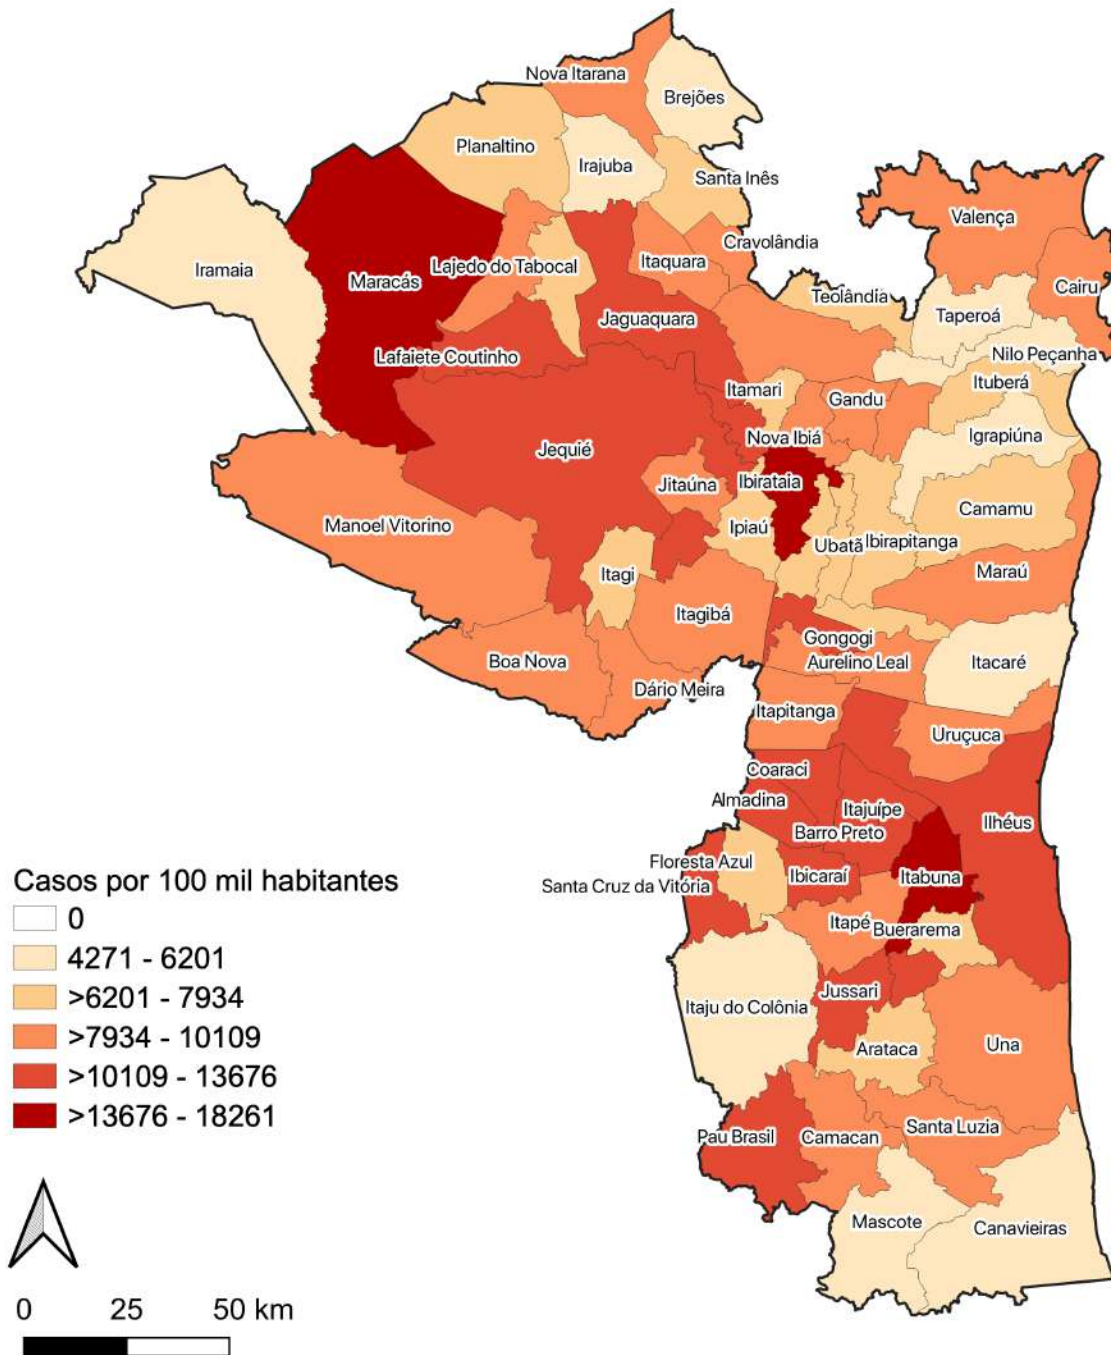 Nova Itarana
Brejões
Planaltino
Irajuba
Santa Inês
Valença
Cravolândia
Iramaia
Maracás
Lajedo do Tabocal
Itaquara
Cairu
Teolândia
Taperoá
Jaguaquara
Nilo Peçanha
Lafaiete Coutinho
Ituberá
Itamari
Gandu
Nova Ibiá
Igrapiúna
Jequié
Jitaúna
Ibirataia
Camamu
Manoel Vitorino
Ipiaú
Ubatã
Ibirapitanga
Itagi
Maraú
Itagibá
Gongogi
Boa Nova
Aurelino Leal
Itacaré
Dário Meira
Itapitanga
Uruçuca
Coaraci
Almadina
Itajuípe
Ilhéus
Barro Preto
Floresta Azul
Ibicaraí
Itabuna
Santa Cruz da Vitória
Itapé
Buerarema
Itaju do Colônia
Jussari
Arataca
Una
Pau Brasil
Camacan
Santa Luzia
Mascote
Canavieiras
Casos por 100 mil habitantes
0
4271 - 6201
>6201 - 7934
>7934 - 10109
>10109 - 13676
>13676 - 18261
0 25 50 km